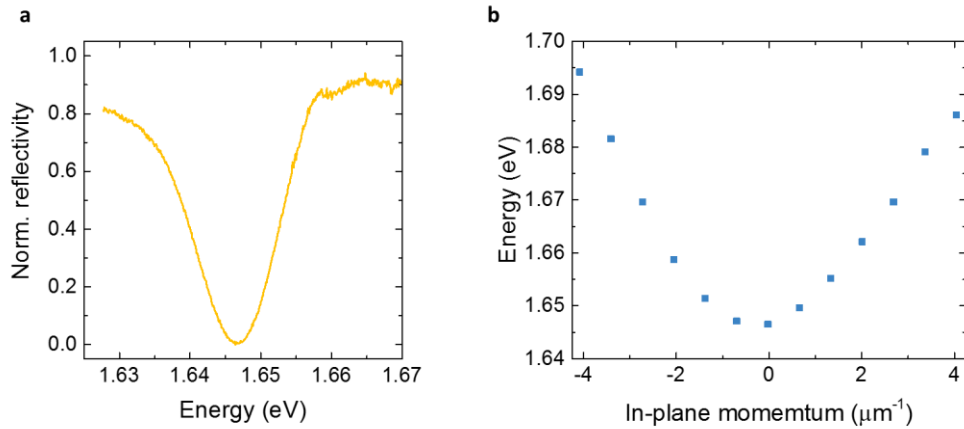 a
1.0
0.8
0.6
0.4
0.2
0.0
Norm. reflectivity
1.63 1.64 1.65 1.66 1.67
Energy (eV)
b
1.70
1.69
1.68
1.67
1.66
1.65
1.64
Energy (eV)
-4 -2 0 2 4
In-plane momemtum (μm⁻¹)